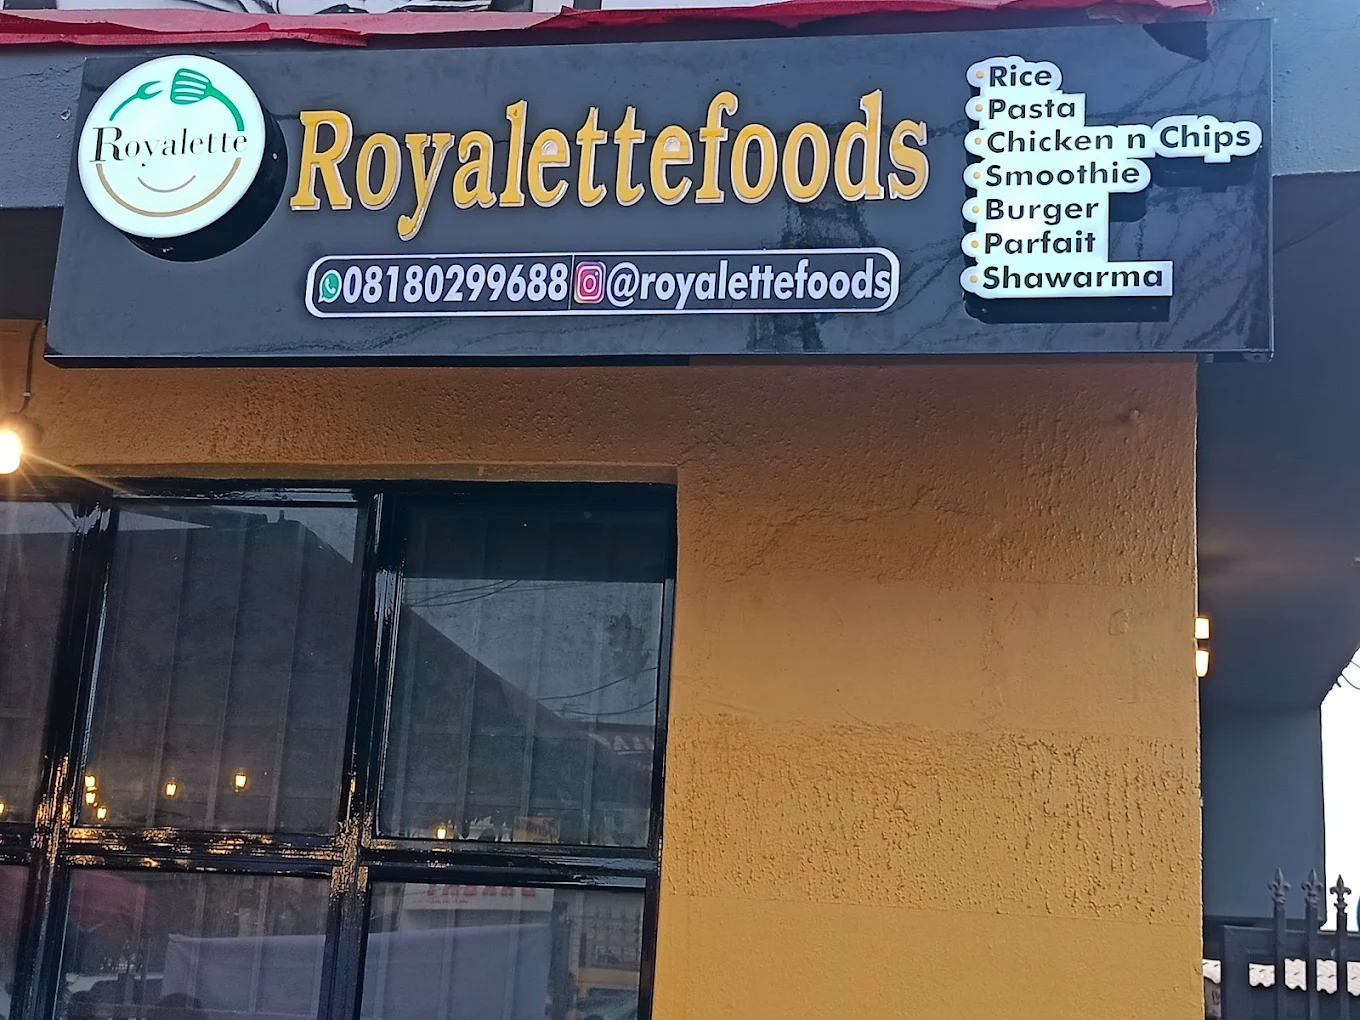 Royalette
Royalettefoods
08180299688 @royalettefoods
Rice
Pasta
Chicken n Chips
Smoothie
Burger
Parfait
Shawarma